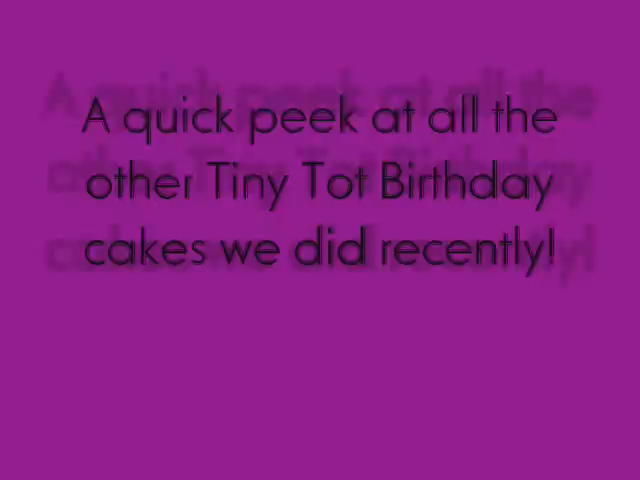 A quick peek at all the
other Tiny Tot Birthday
cakes we did recently!